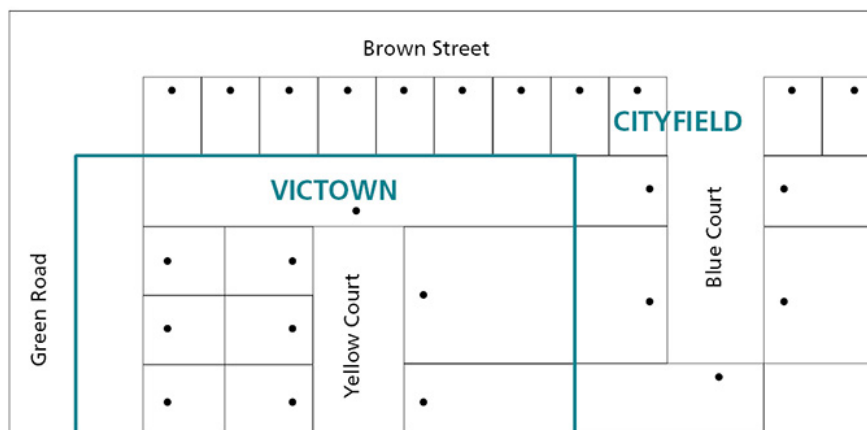 Brown Street
CITYFIELD
VICTOWN
Green Road
Yellow Court
Blue Court